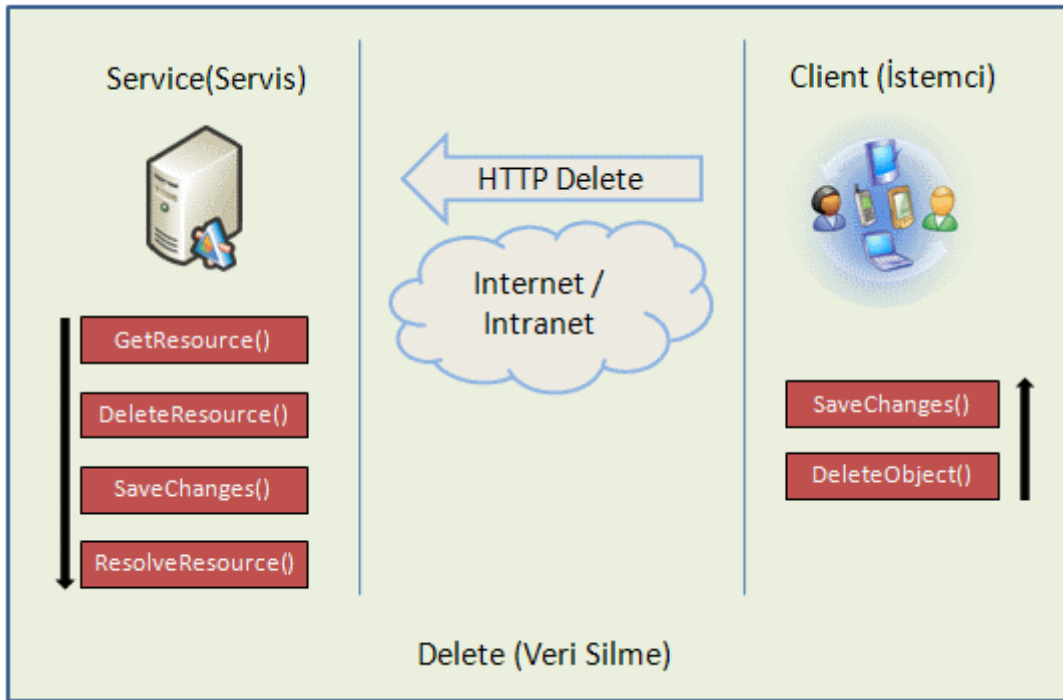 Service(Servis)
Client (İstemci)
HTTP Delete
Internet /
Intranet
GetResource()
DeleteResource()
SaveChanges()
ResolveResource()
SaveChanges()
DeleteObject()
Delete (Veri Silme)